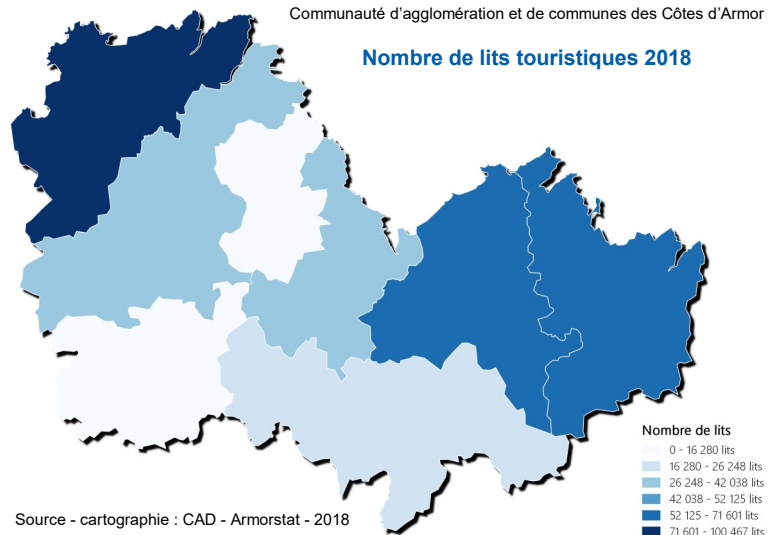 Communauté d'agglomération et de communes des Côtes d'Armor
Nombre de lits touristiques 2018
Nombre de lits
0 - 16 280 lits
16 280 - 26 248 lits
26 248 - 42 038 lits
42 038 - 52 125 lits
52 125 - 71 601 lits
71 601 - 100 467 lits
Source - cartographie : CAD - Armorstat - 2018